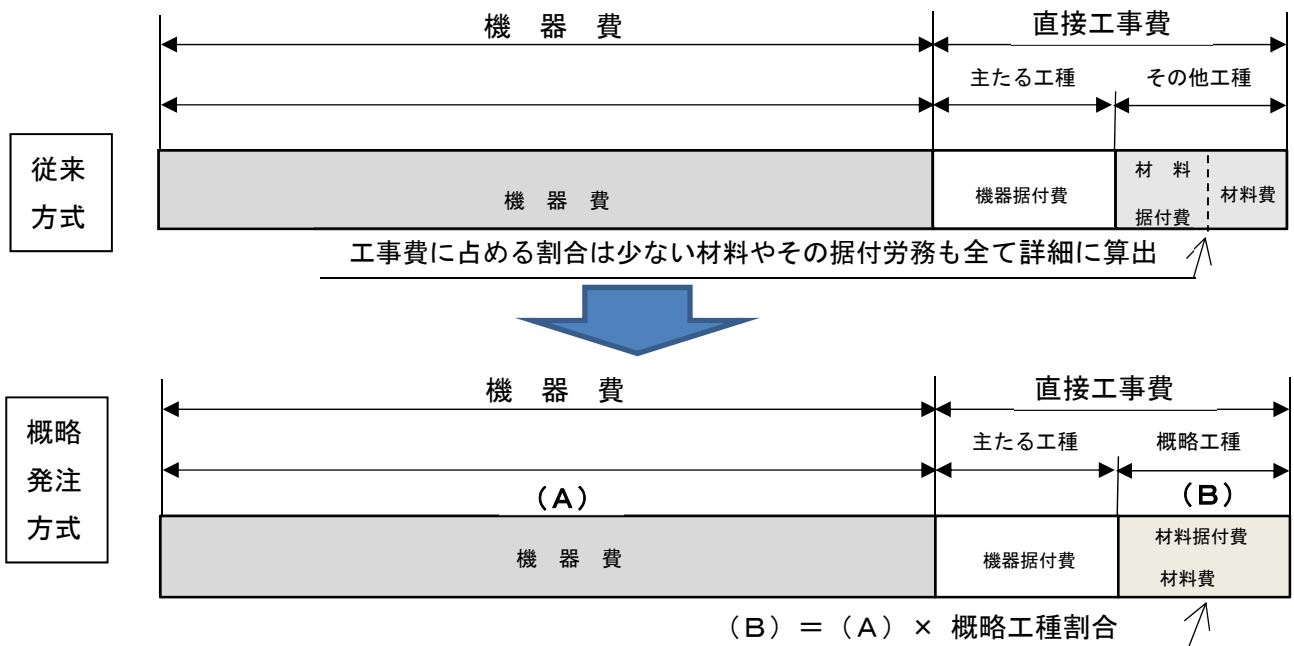 機 器 費
直接工事費
主たる工種
その他工種
従来
方式
機 器 費
機器据付費
材 料
据付費
材料費
工事費に占める割合は少ない材料やその据付労務も全て詳細に算出
機 器 費
直接工事費
主たる工種
概略工種
概略
発注
方式
(A)
(B)
機 器 費
機器据付費
材料据付費
材料費
(B) = (A) × 概略工種割合